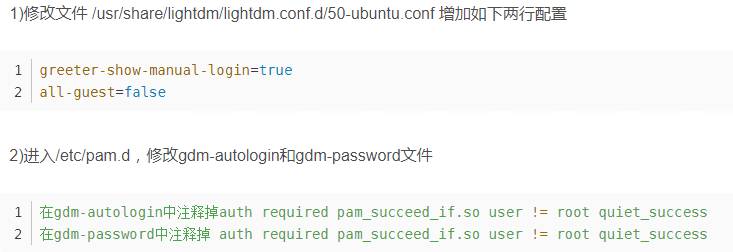 1)修改文件 /usr/share/lightdm/lightdm.conf.d/50-ubuntu.conf 增加如下两行配置
1 greeter-show-manual-login=true
2 all-guest=false
2)进入/etc/pam.d，修改gdm-autologin和gdm-password文件
1 在gdm-autologin中注释掉auth required pam_succeed_if.so user != root quiet_success
2 在gdm-password中注释掉 auth required pam_succeed_if.so user != root quiet_success